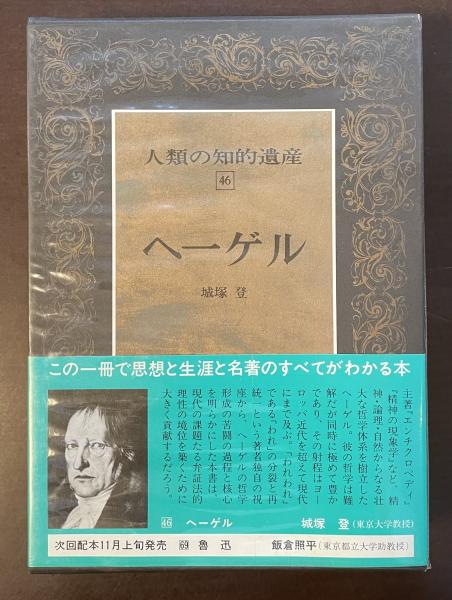 人類の知的遺産
46
ヘーゲル
城塚 登
この一冊で思想と生涯と名著のすべてがわかる本
主著『エンチクロペディ』
『精神の現象学』など、精
神・論理・自然からなる壮
大な哲学体系を樹立した
ヘーゲル。彼の哲学は難
解だが同時に極めて豊か
であり、その射程はヨー
ロッパ近代を超えて現代
にまで及ぶ。「われわれ」
である「われ」の分裂と再
統一という著者独自の視
座から、ヘーゲルの哲学
形成の苦闘の過程と核心
を明らかにした本書は、
現代の課題たる弁証法的
理性の境位を築くために
大きく貢献するだろう。
46 ヘーゲル 城塚 登(東京大学教授)
次回配本11月上旬発売 69 魯迅 飯倉照平(東京都立大学助教授)